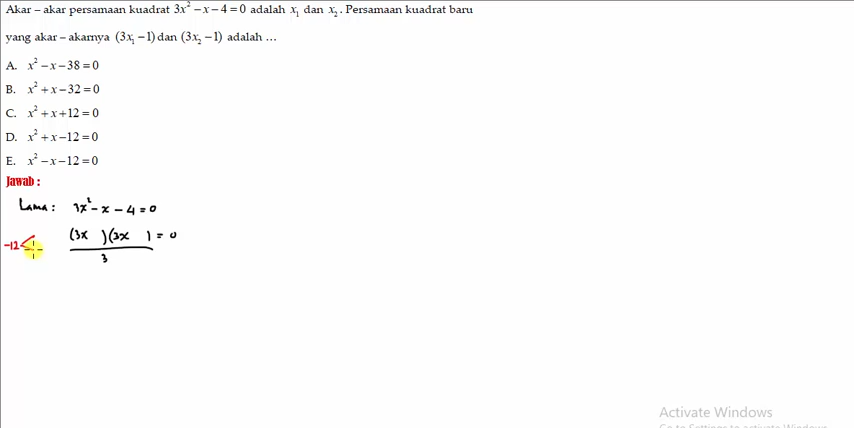 Akar – akar persamaan kuadrat 3x² − x − 4 = 0 adalah x₁ dan x₂. Persamaan kuadrat baru
yang akar – akarnya (3x₁ − 1) dan (3x₂ − 1) adalah …
A. x² − x − 38 = 0
B. x² + x − 32 = 0
C. x² + x + 12 = 0
D. x² + x − 12 = 0
E. x² − x − 12 = 0
Jawab :
Lama : 3x² − x − 4 = 0
(3x )(3x ) = 0
-12
3
Activate Windows